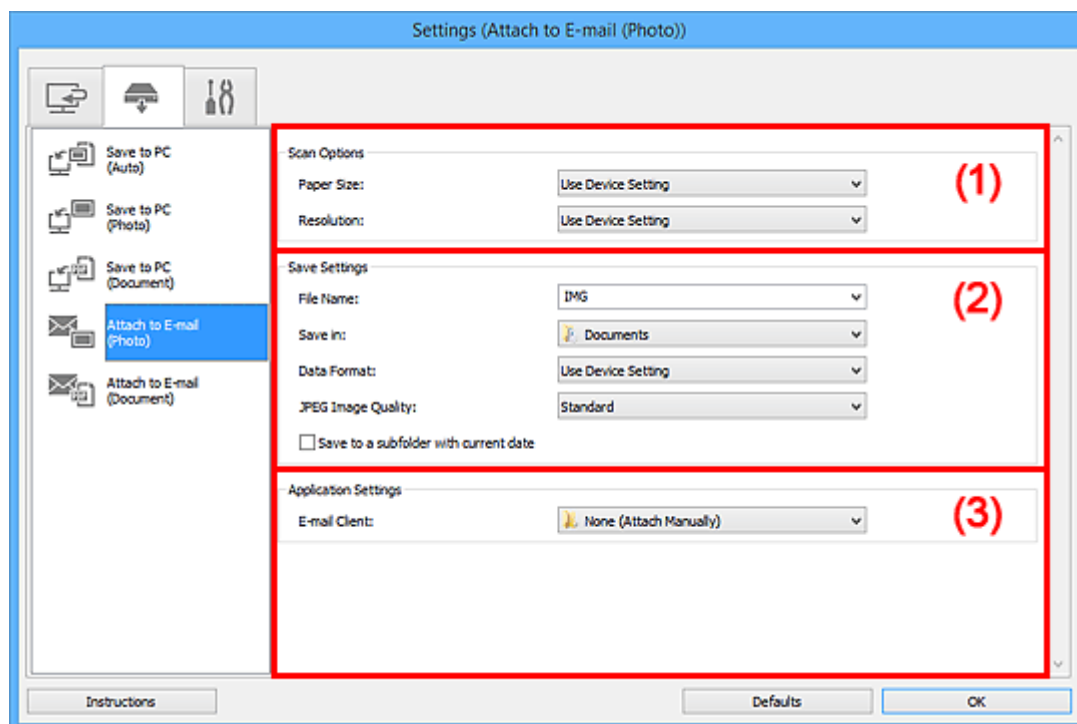 Settings (Attach to E-mail (Photo))
Save to PC
(Auto)
Save to PC
(Photo)
Save to PC
(Document)
Attach to E-mail
(Photo)
Attach to E-mail
(Document)
Scan Options
(1)
Paper Size: Use Device Setting
Resolution: Use Device Setting
Save Settings
(2)
File Name: IMG
Save in: Documents
Data Format: Use Device Setting
JPEG Image Quality: Standard
Save to a subfolder with current date
Application Settings
(3)
E-mail Client: None (Attach Manually)
Instructions Defaults OK